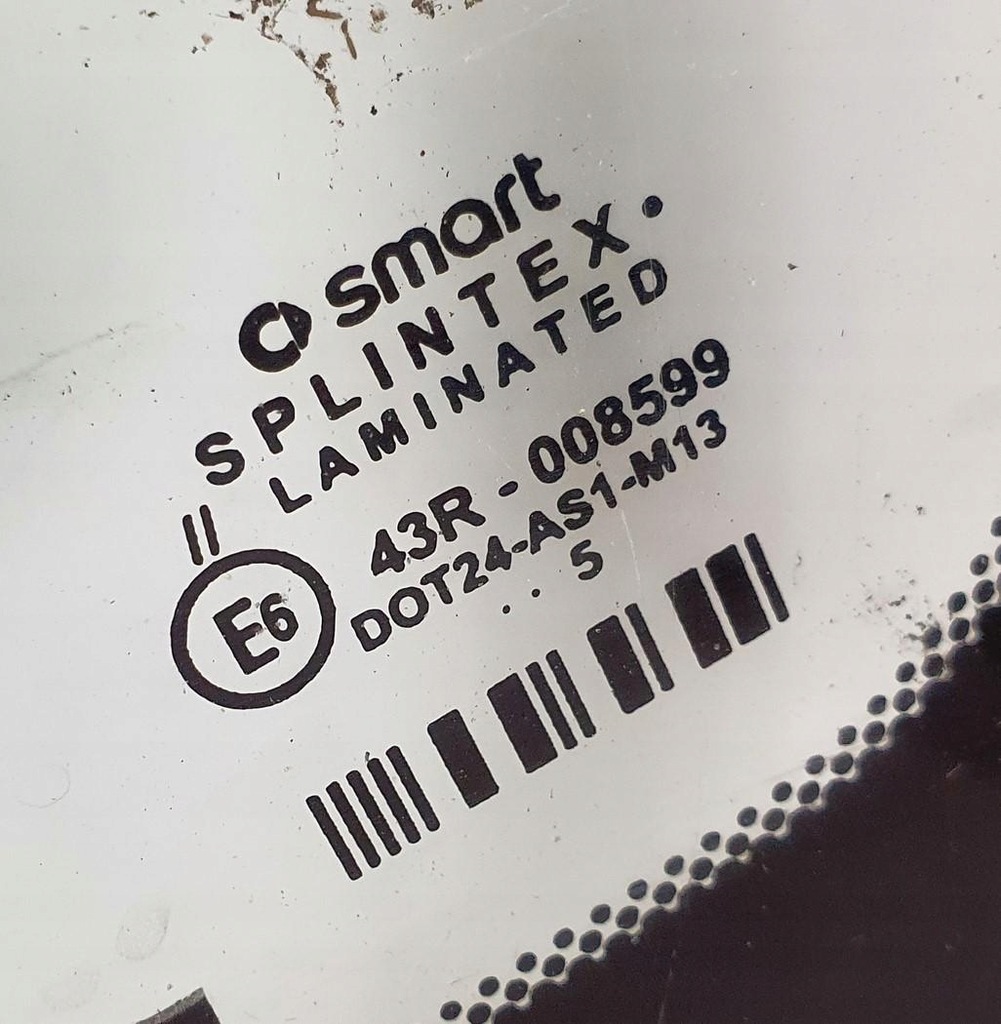 smart
SPLINTEX.
LAMINATED
II
E6
43R-008599
DOT24-AS1-M13
.. 5